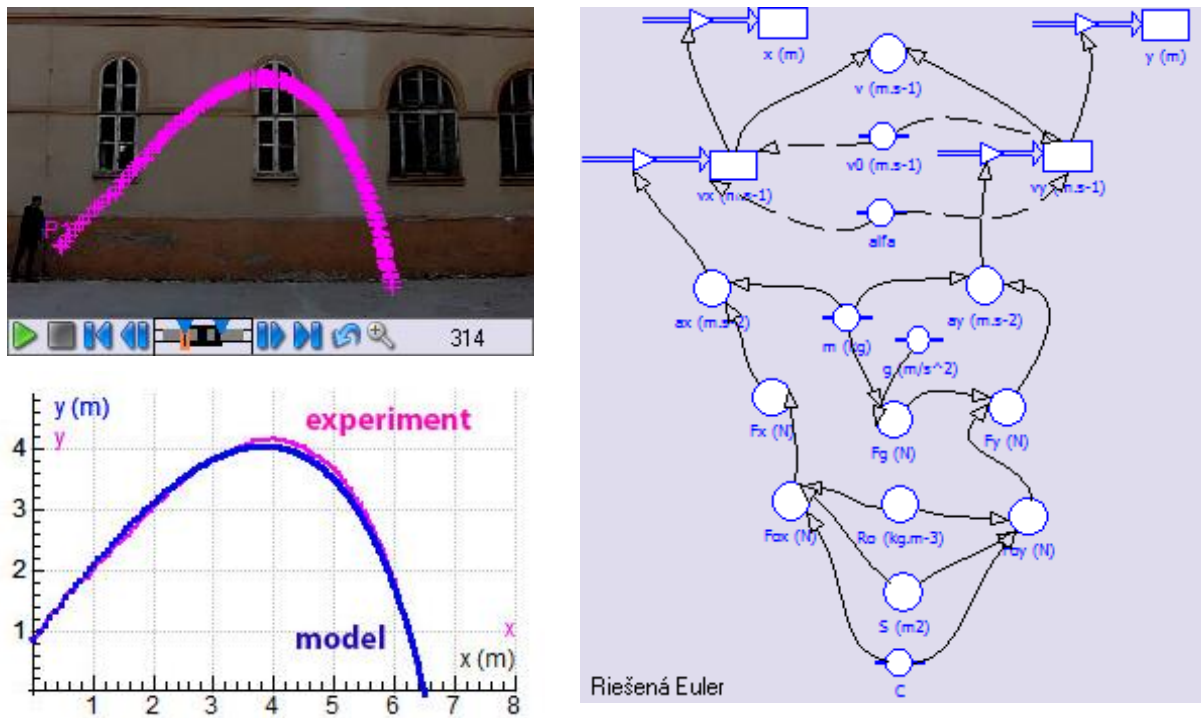 P1
314
y (m)
y
experiment
model
x
x (m)
4
3
2
1
1 2 3 4 5 6 7 8
x (m)
y (m)
v (m.s-1)
v0 (m.s-1)
vx (m.s-1)
vy (m.s-1)
alfa
ax (m.s-2)
ay (m.s-2)
m (kg)
g (m/s^2)
Fx (N)
Fg (N)
Fy (N)
Fox (N)
Ro (kg.m-3)
Foy (N)
S (m2)
C
Riešená Euler